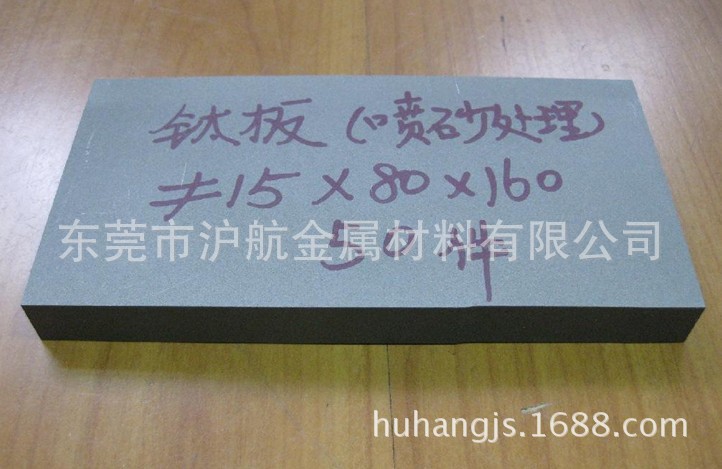 钛板(喷砂处理)
≠15×80×160
东莞市沪航金属材料有限公司
50件
huhangjs.1688.com